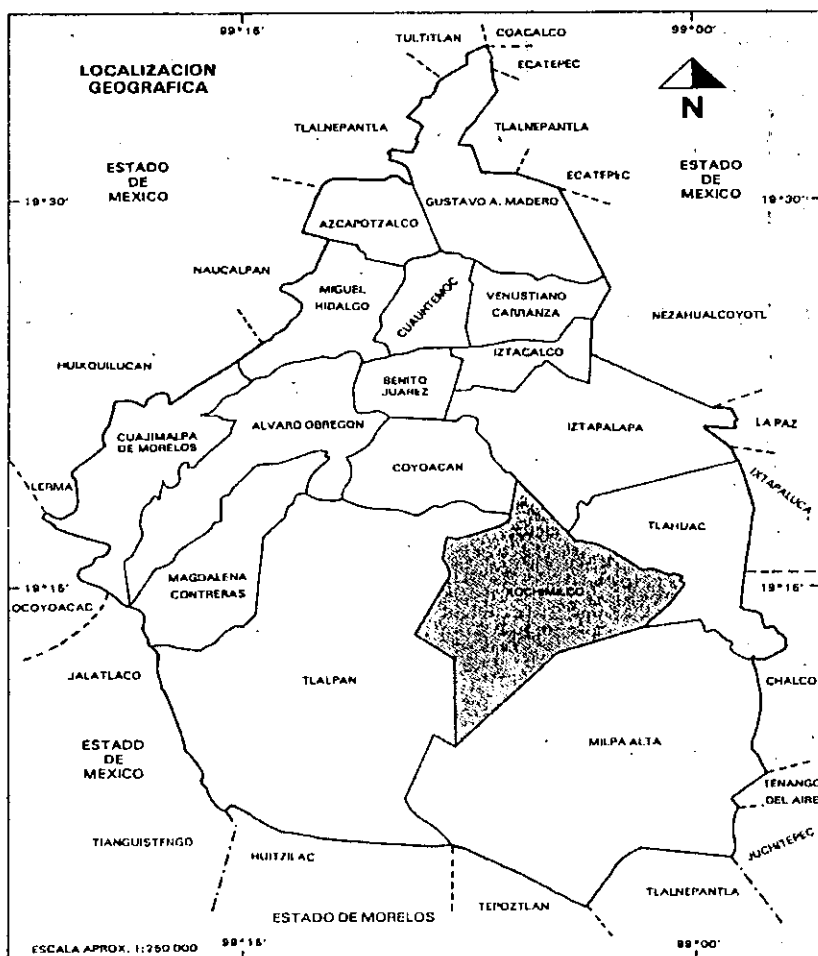 99°15'
99°00'
LOCALIZACION
GEOGRAFICA
TULTITLAN
COACALCO
ECATEPEC
N
TLALNEPANTLA
TLALNEPANTLA
ESTADO
DE
MEXICO
ECATEPEC
ESTADO
DE
MEXICO
19°30'
19°30'
GUSTAVO A. MADERO
AZCAPOTZALCO
NAUCALPAN
MIGUEL
HIDALGO
CUAUHTEMOC
VENUSTIANO
CARRANZA
NEZAHUALCOYOTL
IZTACALCO
HUIXQUILUCAN
BENITO
JUAREZ
CUAJIMALPA
DE MORELOS
ALVARO OBREGON
IZTAPALAPA
LA PAZ
COYOACAN
IXTAPALUCA
LERMA
TLAHUAC
19°15'
19°15'
MAGDALENA
CONTRERAS
XOCHIMILCO
OCOYOACAC
JALATLACO
TLALPAN
CHALCO
MILPA ALTA
ESTADO
DE
MEXICO
TENANGO
DEL AIRE
TIANGUISTENGO
HUITZILAC
JUCHITEPEC
TLALNEPANTLA
ESTADO DE MORELOS
TEPOZTLAN
ESCALA APROX. 1:250 000
99°15'
99°00'